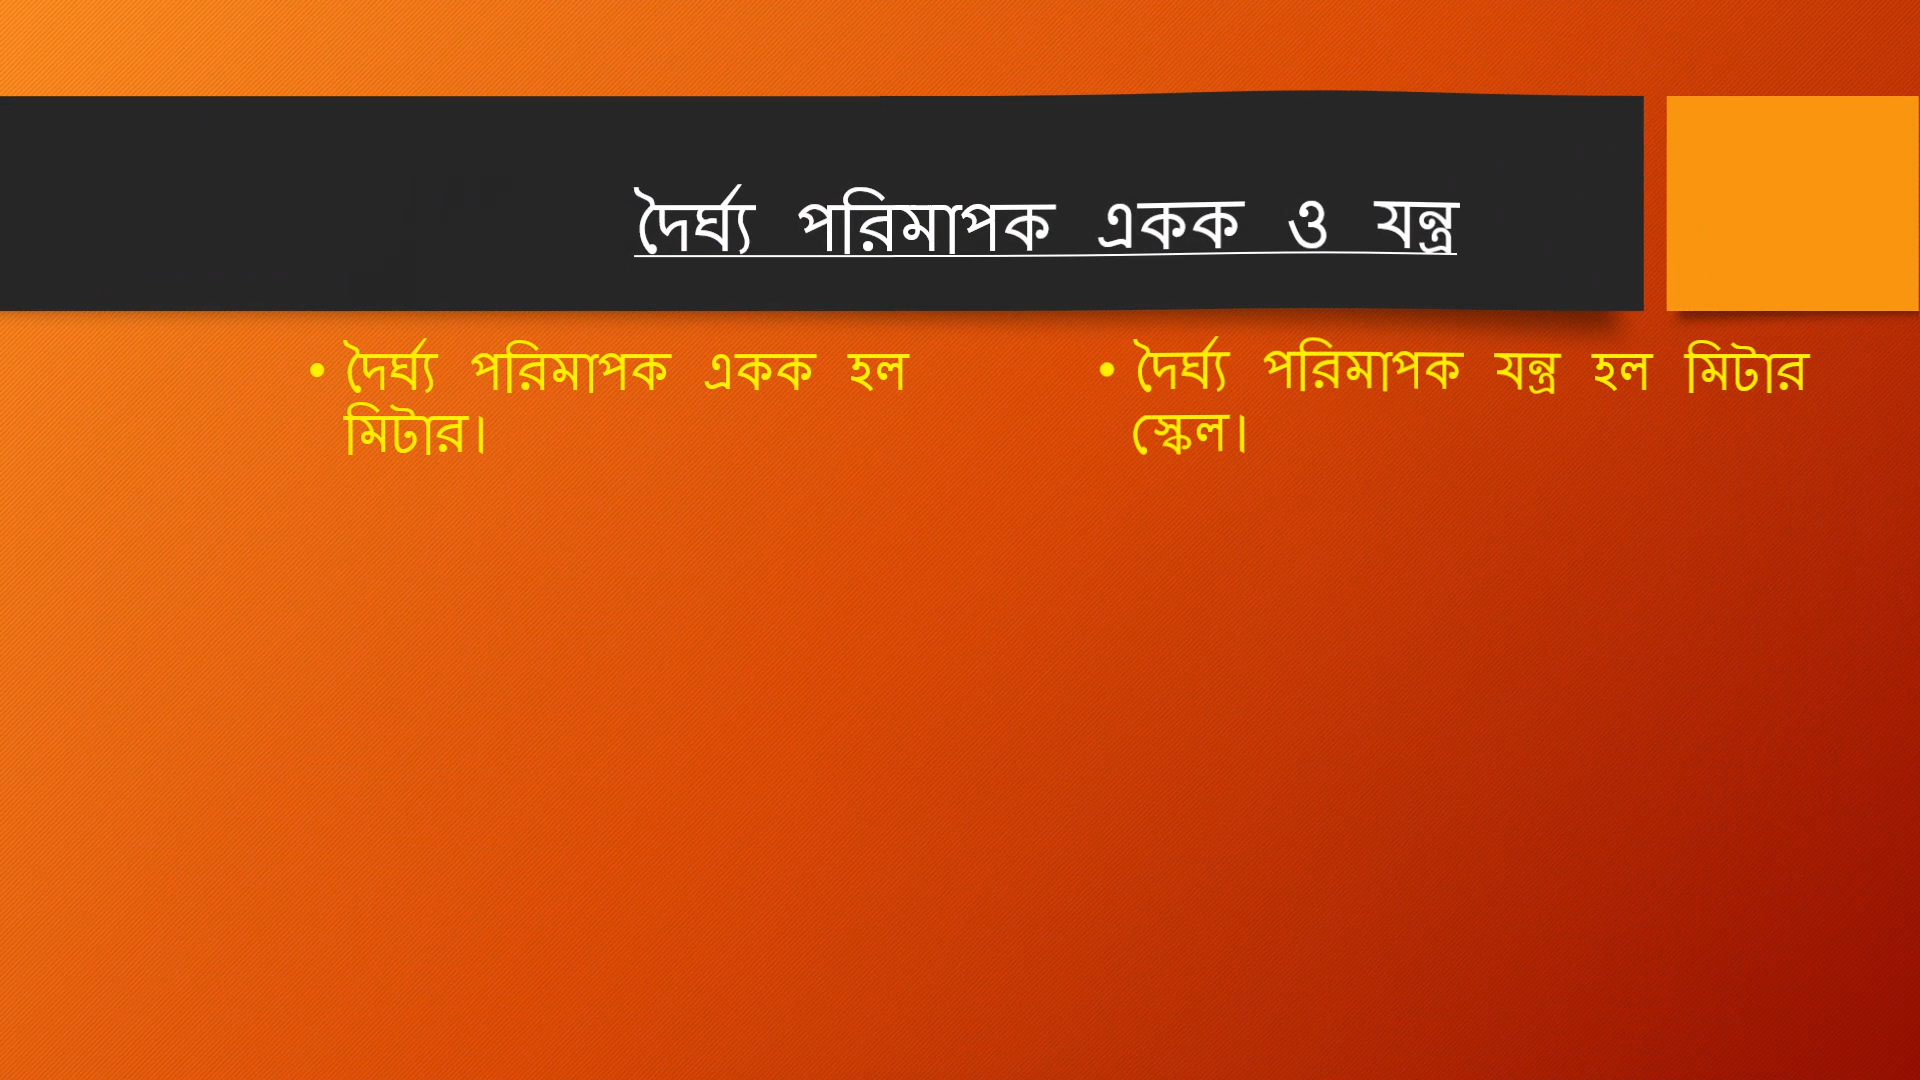 দৈর্ঘ্য পরিমাপক একক ও যন্ত্র
• দৈর্ঘ্য পরিমাপক একক হল
মিটার।
• দৈর্ঘ্য পরিমাপক যন্ত্র হল মিটার
স্কেল।